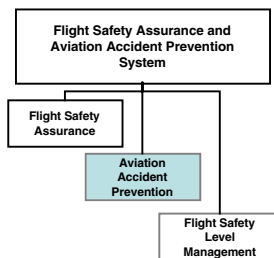 Flight Safety Assurance and
Aviation Accident Prevention
System
Flight Safety
Assurance
Aviation
Accident
Prevention
Flight Safety
Level
Management